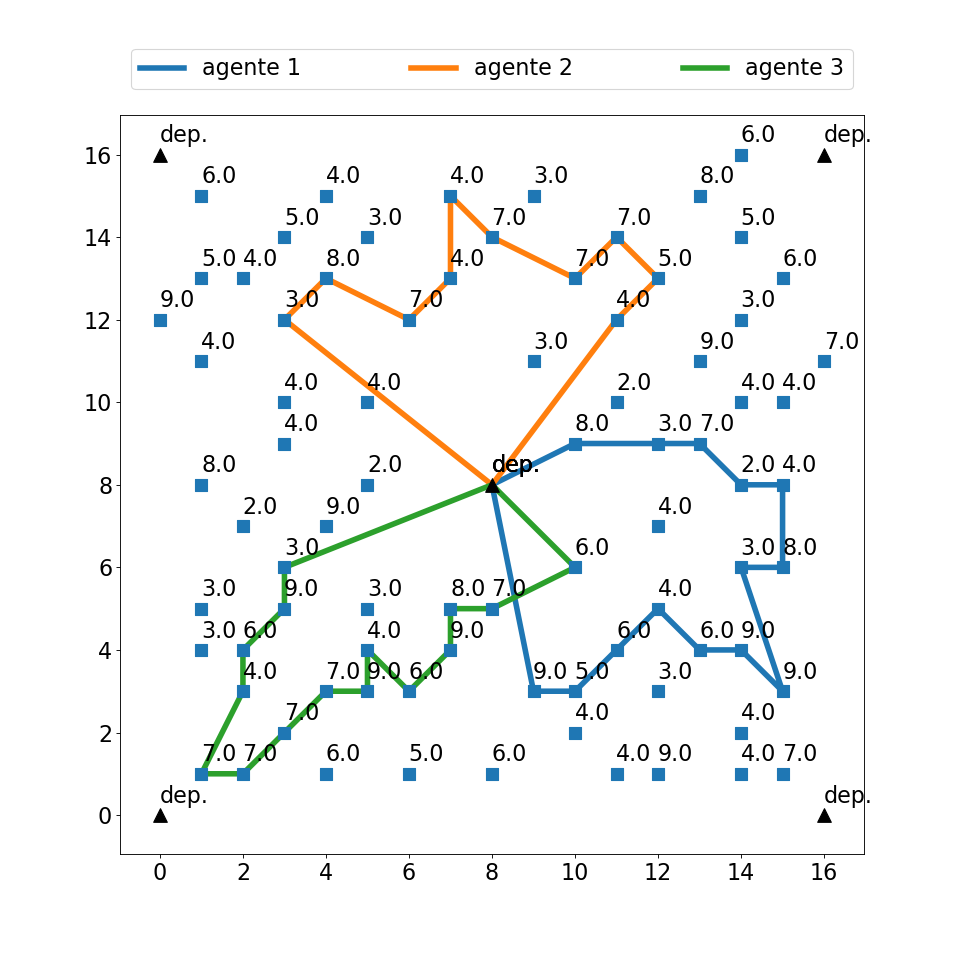 agente 1 agente 2 agente 3
dep. 6.0 dep.
16
6.0 4.0 4.0 3.0 8.0
5.0 3.0 7.0 7.0 5.0
14
5.0 4.0 8.0 4.0 7.0 5.0 6.0
9.0 3.0 7.0 4.0 3.0
12
4.0 3.0 9.0 7.0
4.0 4.0 2.0 4.0 4.0
10
4.0 8.0 3.0 7.0
8.0 2.0 dep. dep. 2.0 4.0
8
2.0 9.0 4.0
3.0 6.0 3.0 8.0
6
3.0 9.0 3.0 8.0 7.0 4.0
3.0 6.0 4.0 9.0 6.0 6.0 9.0
4
4.0 7.0 9.0 6.0 9.0 5.0 3.0 9.0
7.0 4.0 4.0
2
7.0 7.0 6.0 5.0 6.0 4.0 9.0 4.0 7.0
dep. dep.
0
0 2 4 6 8 10 12 14 16